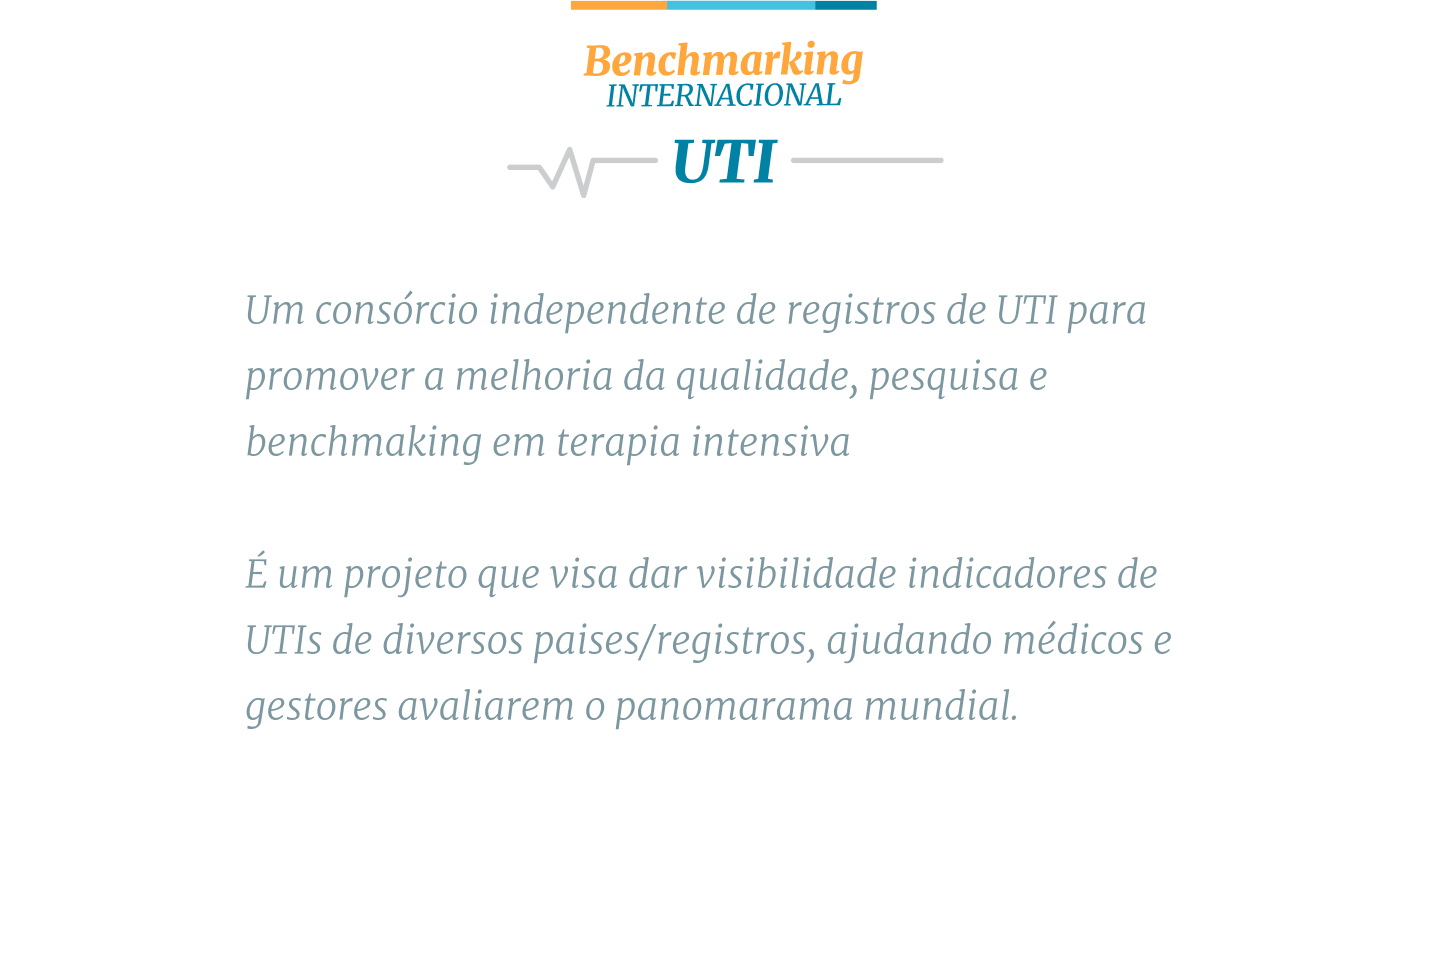 Benchmarking
INTERNACIONAL
UTI
Um consórcio independente de registros de UTI para
promover a melhoria da qualidade, pesquisa e
benchmaking em terapia intensiva
É um projeto que visa dar visibilidade indicadores de
UTIs de diversos paises/registros, ajudando médicos e
gestores avaliarem o panomarama mundial.